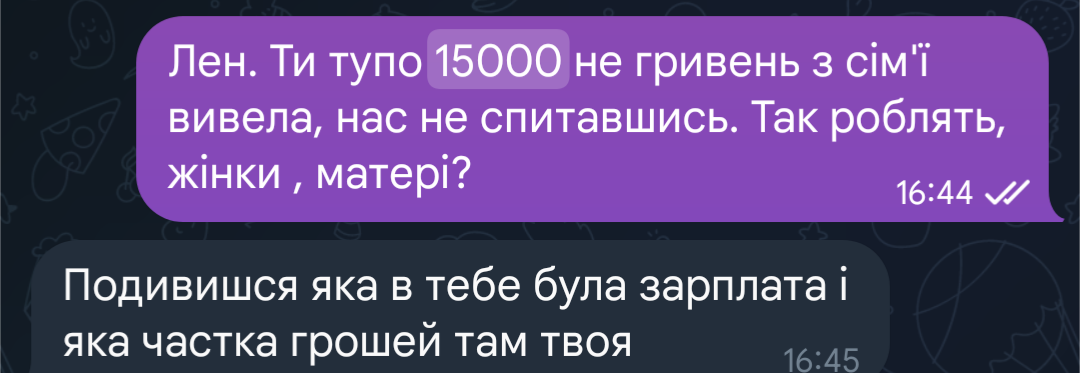 Лен. Ти тупо 15000 не гривень з сім'ї
вивела, нас не спитавшись. Так роблять,
жінки , матері?
16:44
Подивишся яка в тебе була зарплата і
яка частка грошей там твоя
16:45